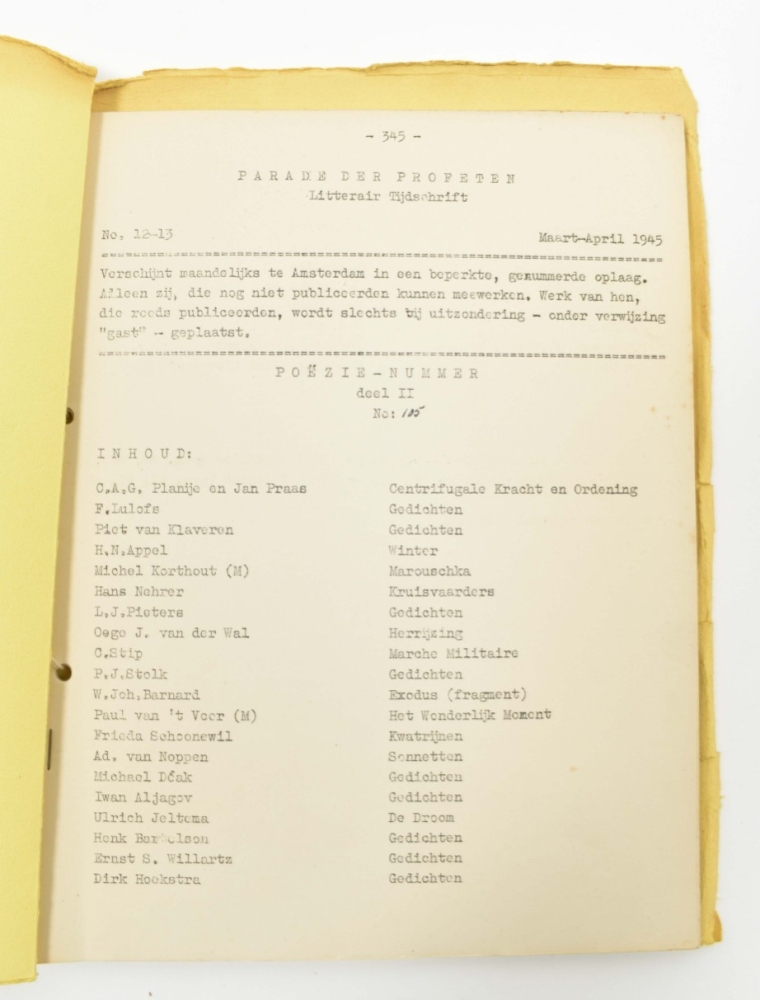 - 345 -
PARADE DER PROFETEN
Litterair Tijdschrift
No. 12-13 Maart-April 1945
Verschijnt maandelijks te Amsterdam in een beperkte, genummerde oplaag.
Alleen zij, die nog niet publiceerden kunnen meewerken. Werk van hen,
die reeds publiceerden, wordt slechts bij uitzondering - onder verwijzing
"gast" - geplaatst.
POËZIE-NUMMER
deel II
No: 105
INHOUD:
C.A.G. Planije en Jan Praas Centrifugale Kracht en Ordening
F.Lulofs Gedichten
Piet van Klaveren Gedichten
H.N.Appel Winter
Michel Korthout (M) Marouschka
Hans Nohrer Kruisvaarders
L.J.Pieters Gedichten
Oege J. van der Wal Herrijzing
C.Stip Marche Militaire
P.J.Stolk Gedichten
W.Joh.Barnard Exodus (fragment)
Paul van 't Veer (M) Het Wonderlijk Moment
Frieda Schoonewil Kwatrijnen
Ad. van Noppen Sonnetten
Michael Déak Gedichten
Iwan Aljagov Gedichten
Ulrich Jeltema De Droom
Henk Gedichten
Ernst S. Willartz Gedichten
Dirk Hoekstra Gedichten